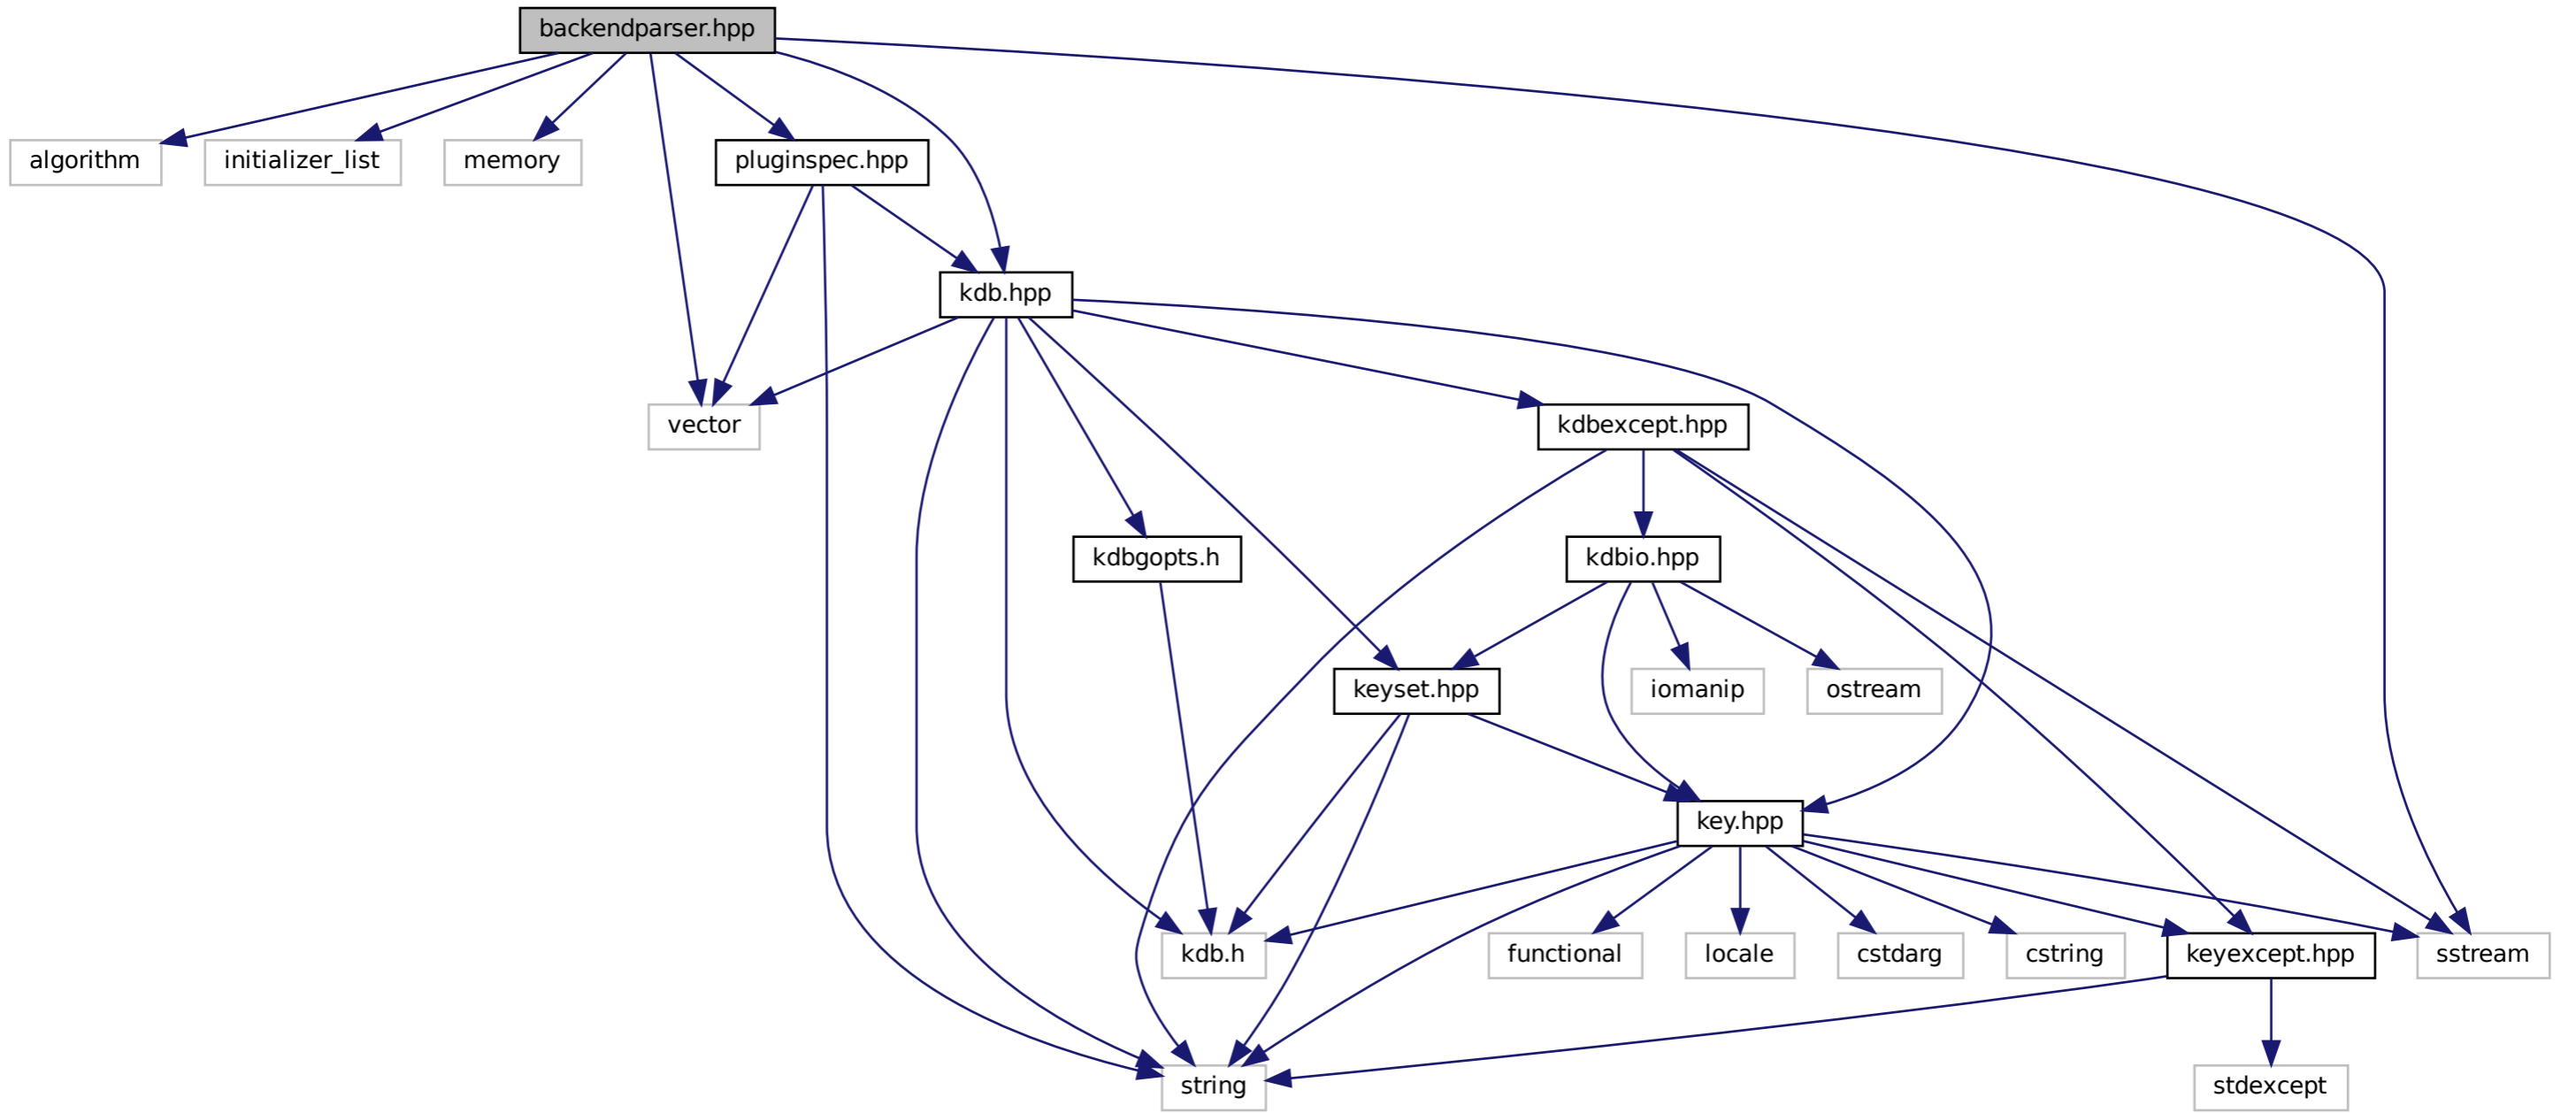 backendparser.hpp
algorithm
initializer_list
memory
pluginspec.hpp
kdb.hpp
vector
kdbexcept.hpp
kdbgopts.h
kdbio.hpp
keyset.hpp
iomanip
ostream
key.hpp
kdb.h
functional
locale
cstdarg
cstring
keyexcept.hpp
sstream
string
stdexcept